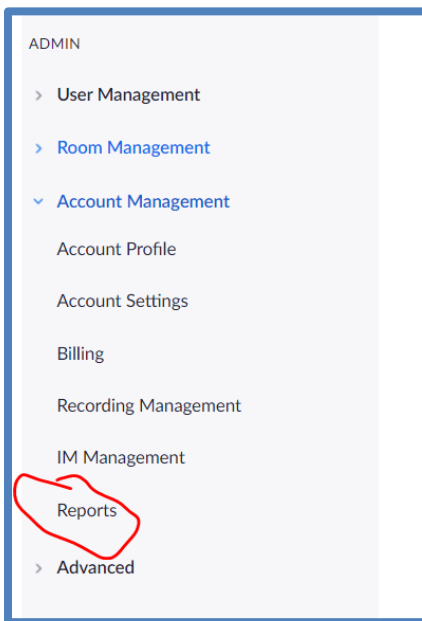 ADMIN
User Management
Room Management
Account Management
Account Profile
Account Settings
Billing
Recording Management
IM Management
Reports
Advanced